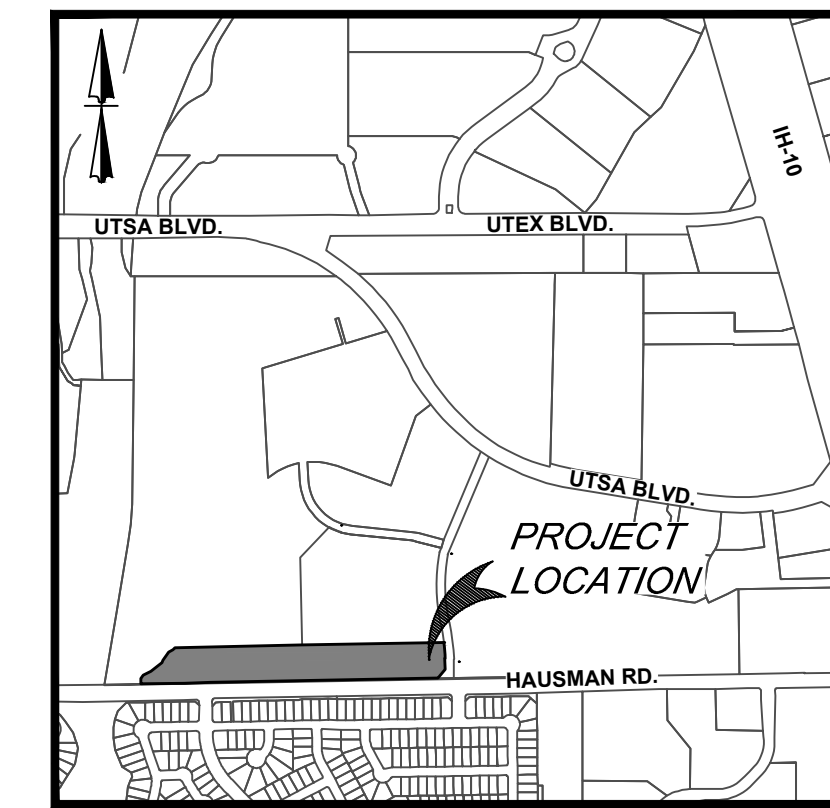 IH-10
UTSA BLVD.
UTEX BLVD.
UTSA BLVD.
PROJECT
LOCATION
HAUSMAN RD.